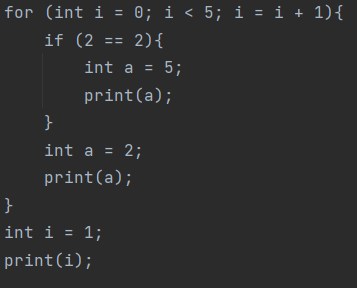 for (int i = 0; i < 5; i = i + 1){
    if (2 == 2){
        int a = 5;
        print(a);
    }
    int a = 2;
    print(a);
}
int i = 1;
print(i);